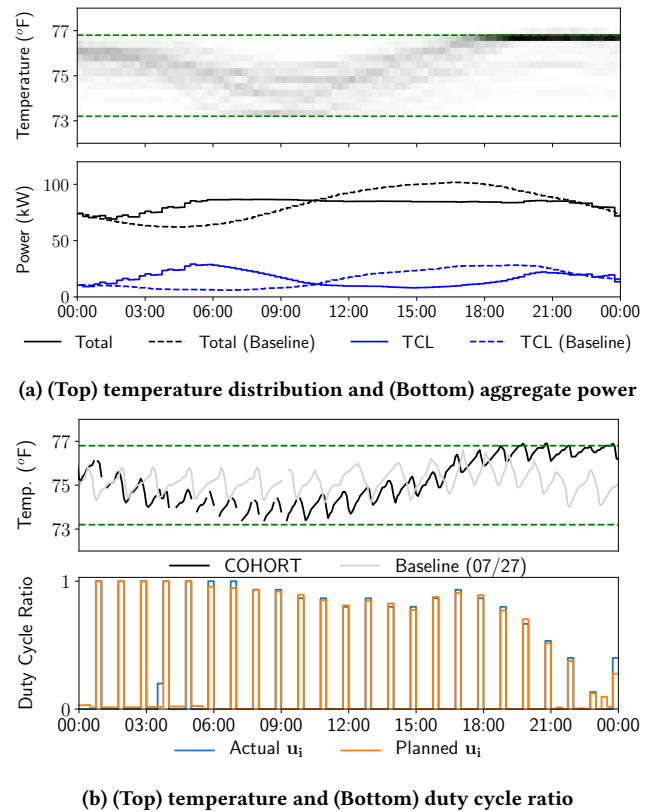 77
75
73
Temperature (°F)
100
50
0
Power (kW)
00:00 03:00 06:00 09:00 12:00 15:00 18:00 21:00 00:00
Total Total (Baseline) TCL TCL (Baseline)
(a) (Top) temperature distribution and (Bottom) aggregate power
77
75
73
Temp. (°F)
COHORT Baseline (07/27)
1
0
Duty Cycle Ratio
00:00 03:00 06:00 09:00 12:00 15:00 18:00 21:00 00:00
Actual uᵢ Planned uᵢ
(b) (Top) temperature and (Bottom) duty cycle ratio